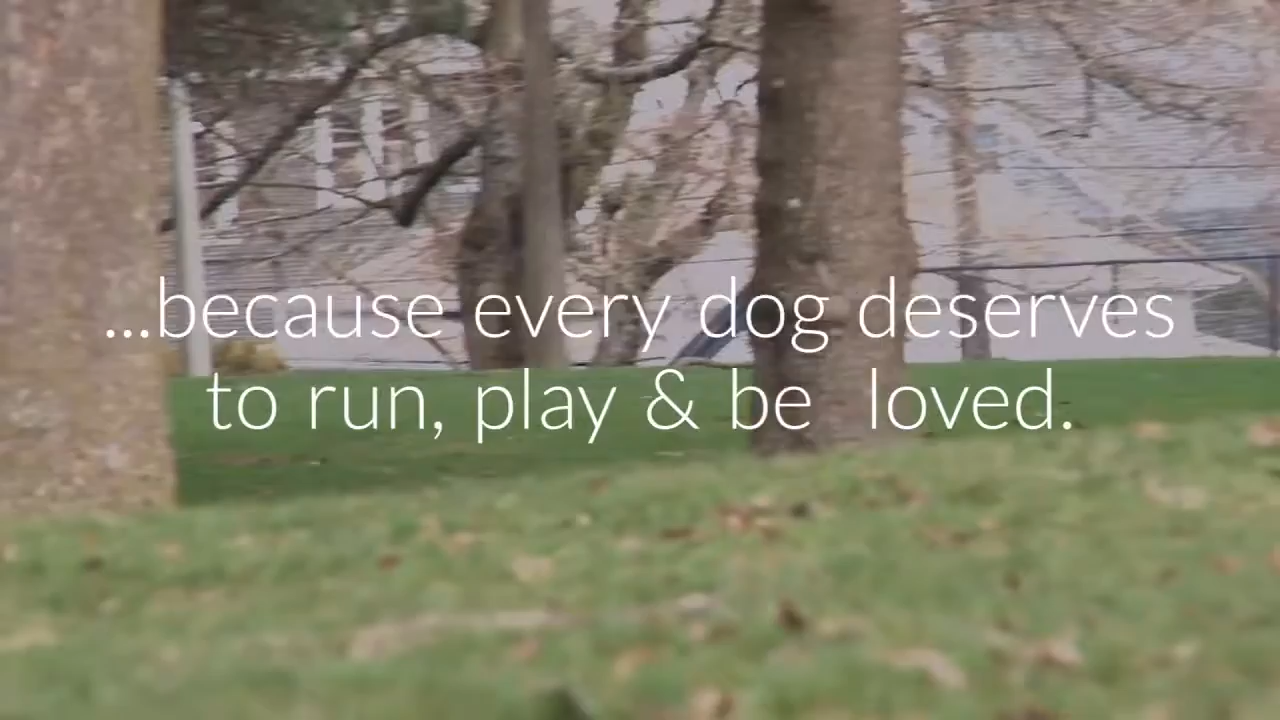 ...because every dog deserves
to run, play & be loved.